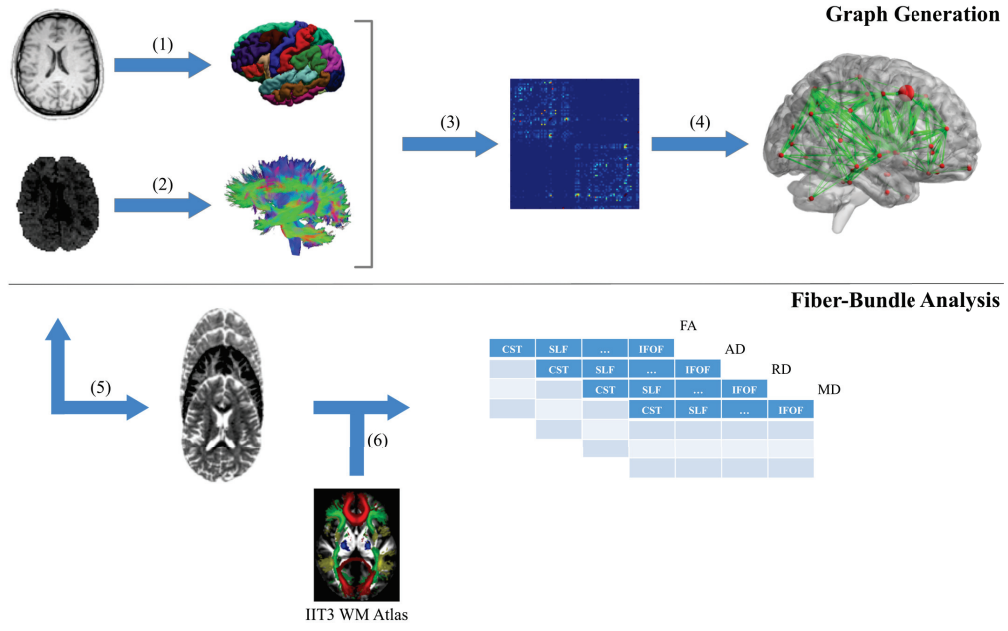 Graph Generation
(1)
(2)
(3)
(4)
Fiber-Bundle Analysis
(5)
(6)
FA
CST SLF ... IFOF
AD
CST SLF ... IFOF
RD
CST SLF ... IFOF
MD
CST SLF ... IFOF
IIT3 WM Atlas